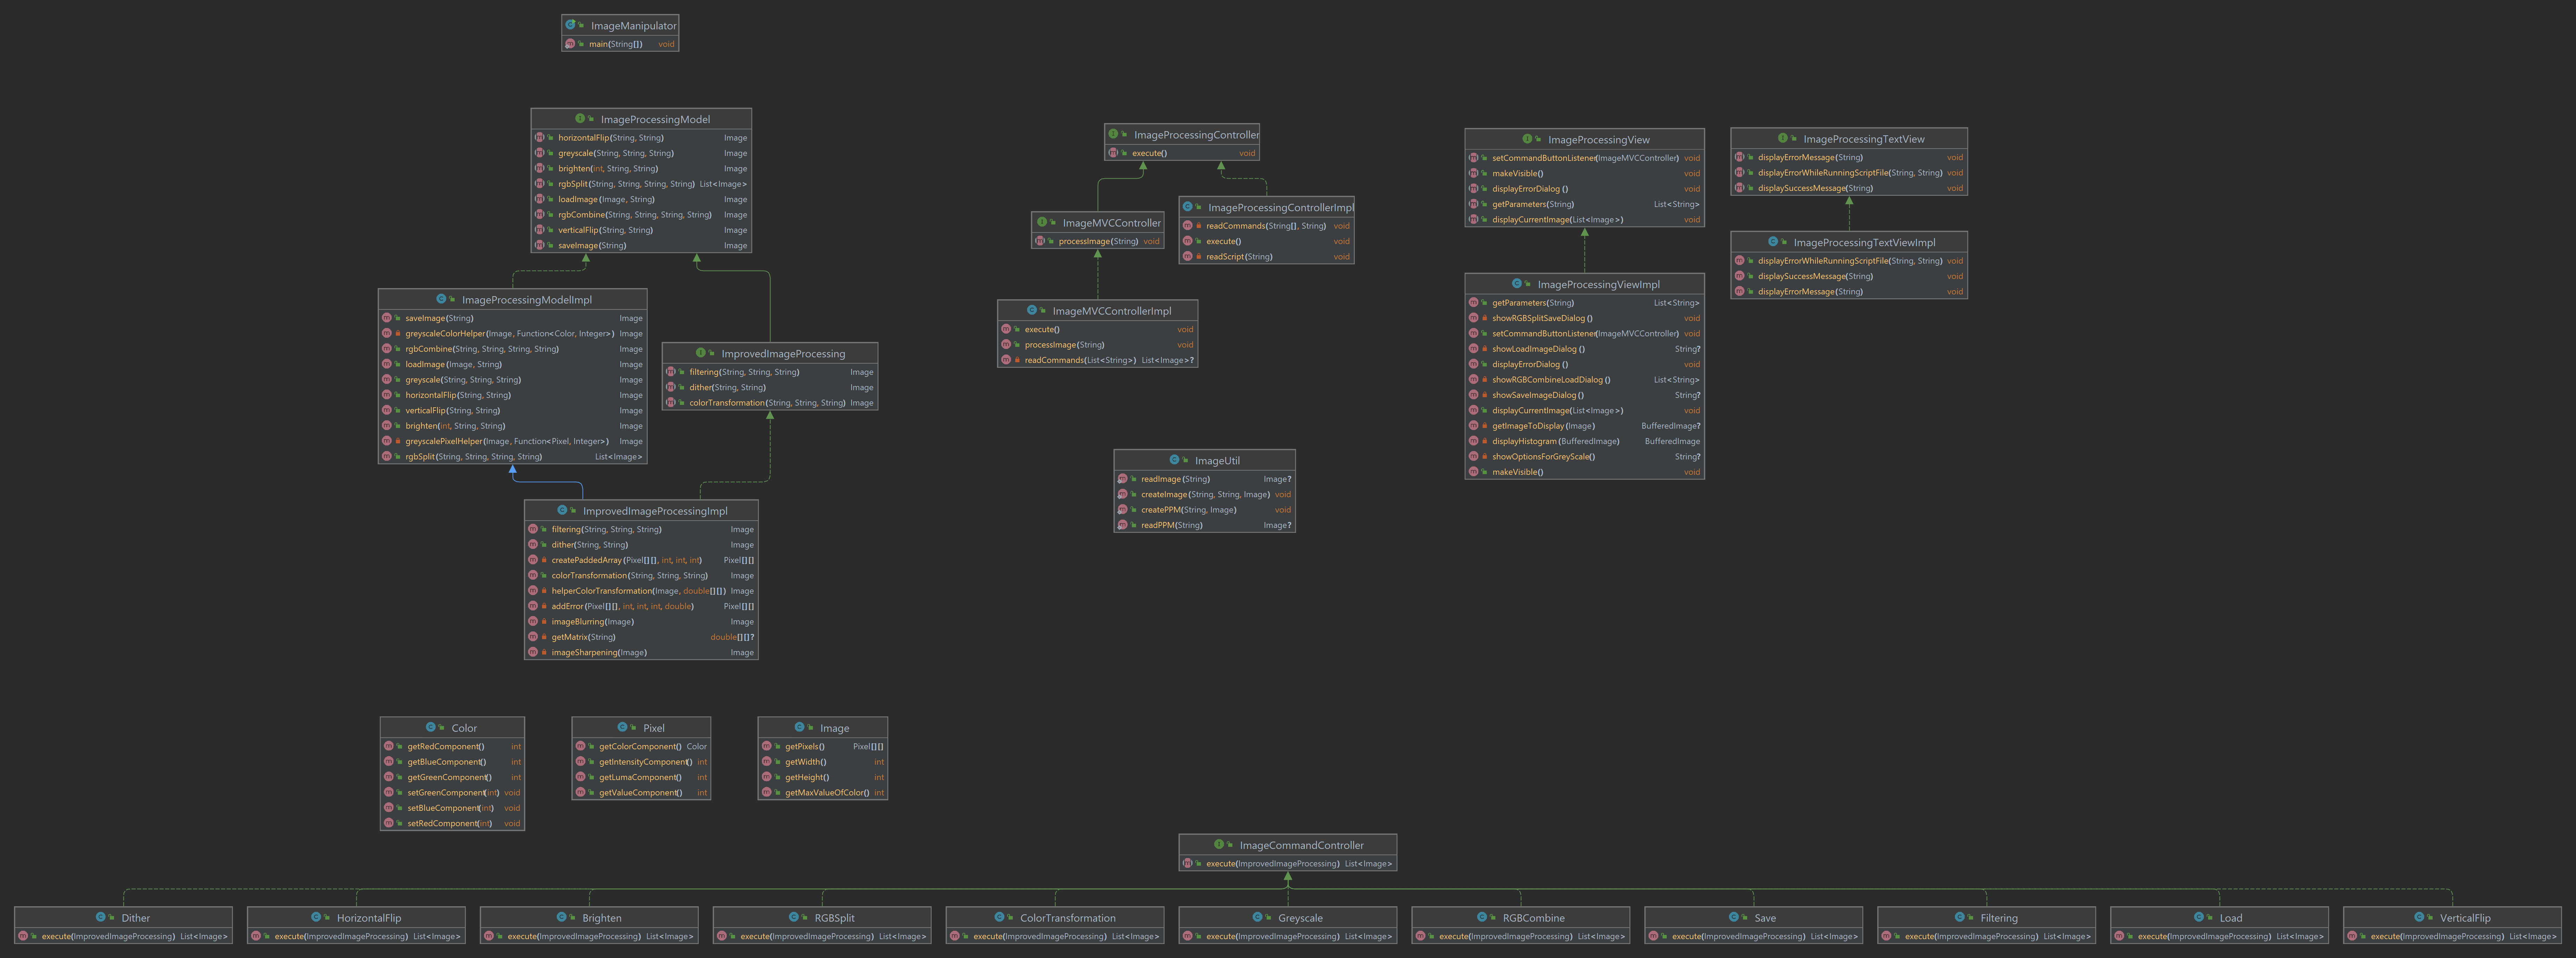 ImageManipulator
main(String[]) void
ImageProcessingModel
horizontalFlip(String, String) Image
greyscale(String, String, String) Image
brighten(int, String, String) Image
rgbSplit(String, String, String, String) List<Image>
loadImage(Image, String) Image
rgbCombine(String, String, String, String) Image
verticalFlip(String, String) Image
saveImage(String) Image
ImageProcessingModelImpl
saveImage(String) Image
greyscaleColorHelper(Image, Function<Color, Integer>) Image
rgbCombine(String, String, String, String) Image
loadImage(Image, String) Image
greyscale(String, String, String) Image
horizontalFlip(String, String) Image
verticalFlip(String, String) Image
brighten(int, String, String) Image
greyscalePixelHelper(Image, Function<Pixel, Integer>) Image
rgbSplit(String, String, String, String) List<Image>
ImprovedImageProcessing
filtering(String, String, String) Image
dither(String, String) Image
colorTransformation(String, String, String) Image
ImprovedImageProcessingImpl
filtering(String, String, String) Image
dither(String, String) Image
createPaddedArray(Pixel[][], int, int, int) Pixel[][]
colorTransformation(String, String, String) Image
helperColorTransformation(Image, double[][]) Image
addError(Pixel[][], int, int, int, double) Pixel[][]
imageBlurring(Image) Image
getMatrix(String) double[][]?
imageSharpening(Image) Image
ImageProcessingController
execute() void
ImageMVCController
processImage(String) void
ImageProcessingControllerImpl
readCommands(String[], String) void
execute() void
readScript(String) void
ImageMVCControllerImpl
execute() void
processImage(String) void
readCommands(List<String>) List<Image>?
ImageUtil
readImage(String) Image?
createImage(String, String, Image) void
createPPM(String, Image) void
readPPM(String) Image?
ImageProcessingView
setCommandButtonListener(ImageMVCController) void
makeVisible() void
displayErrorDialog() void
getParameters(String) List<String>
displayCurrentImage(List<Image>) void
ImageProcessingViewImpl
getParameters(String) List<String>
showRGBSplitSaveDialog() void
setCommandButtonListener(ImageMVCController) void
showLoadImageDialog() String?
displayErrorDialog() void
showRGBCombineLoadDialog() List<String>
showSaveImageDialog() String?
displayCurrentImage(List<Image>) void
getImageToDisplay(Image) BufferedImage?
displayHistogram(BufferedImage) BufferedImage
showOptionsForGreyScale() String?
makeVisible() void
ImageProcessingTextView
displayErrorMessage(String) void
displayErrorWhileRunningScriptFile(String, String) void
displaySuccessMessage(String) void
ImageProcessingTextViewImpl
displayErrorWhileRunningScriptFile(String, String) void
displaySuccessMessage(String) void
displayErrorMessage(String) void
Color
getRedComponent() int
getBlueComponent() int
getGreenComponent() int
setGreenComponent(int) void
setBlueComponent(int) void
setRedComponent(int) void
Pixel
getColorComponent() Color
getIntensityComponent() int
getLumaComponent() int
getValueComponent() int
Image
getPixels() Pixel[][]
getWidth() int
getHeight() int
getMaxValueOfColor() int
ImageCommandController
execute(ImprovedImageProcessing) List<Image>
Dither
execute(ImprovedImageProcessing) List<Image>
HorizontalFlip
execute(ImprovedImageProcessing) List<Image>
Brighten
execute(ImprovedImageProcessing) List<Image>
RGBSplit
execute(ImprovedImageProcessing) List<Image>
ColorTransformation
execute(ImprovedImageProcessing) List<Image>
Greyscale
execute(ImprovedImageProcessing) List<Image>
RGBCombine
execute(ImprovedImageProcessing) List<Image>
Save
execute(ImprovedImageProcessing) List<Image>
Filtering
execute(ImprovedImageProcessing) List<Image>
Load
execute(ImprovedImageProcessing) List<Image>
VerticalFlip
execute(ImprovedImageProcessing) List<Image>